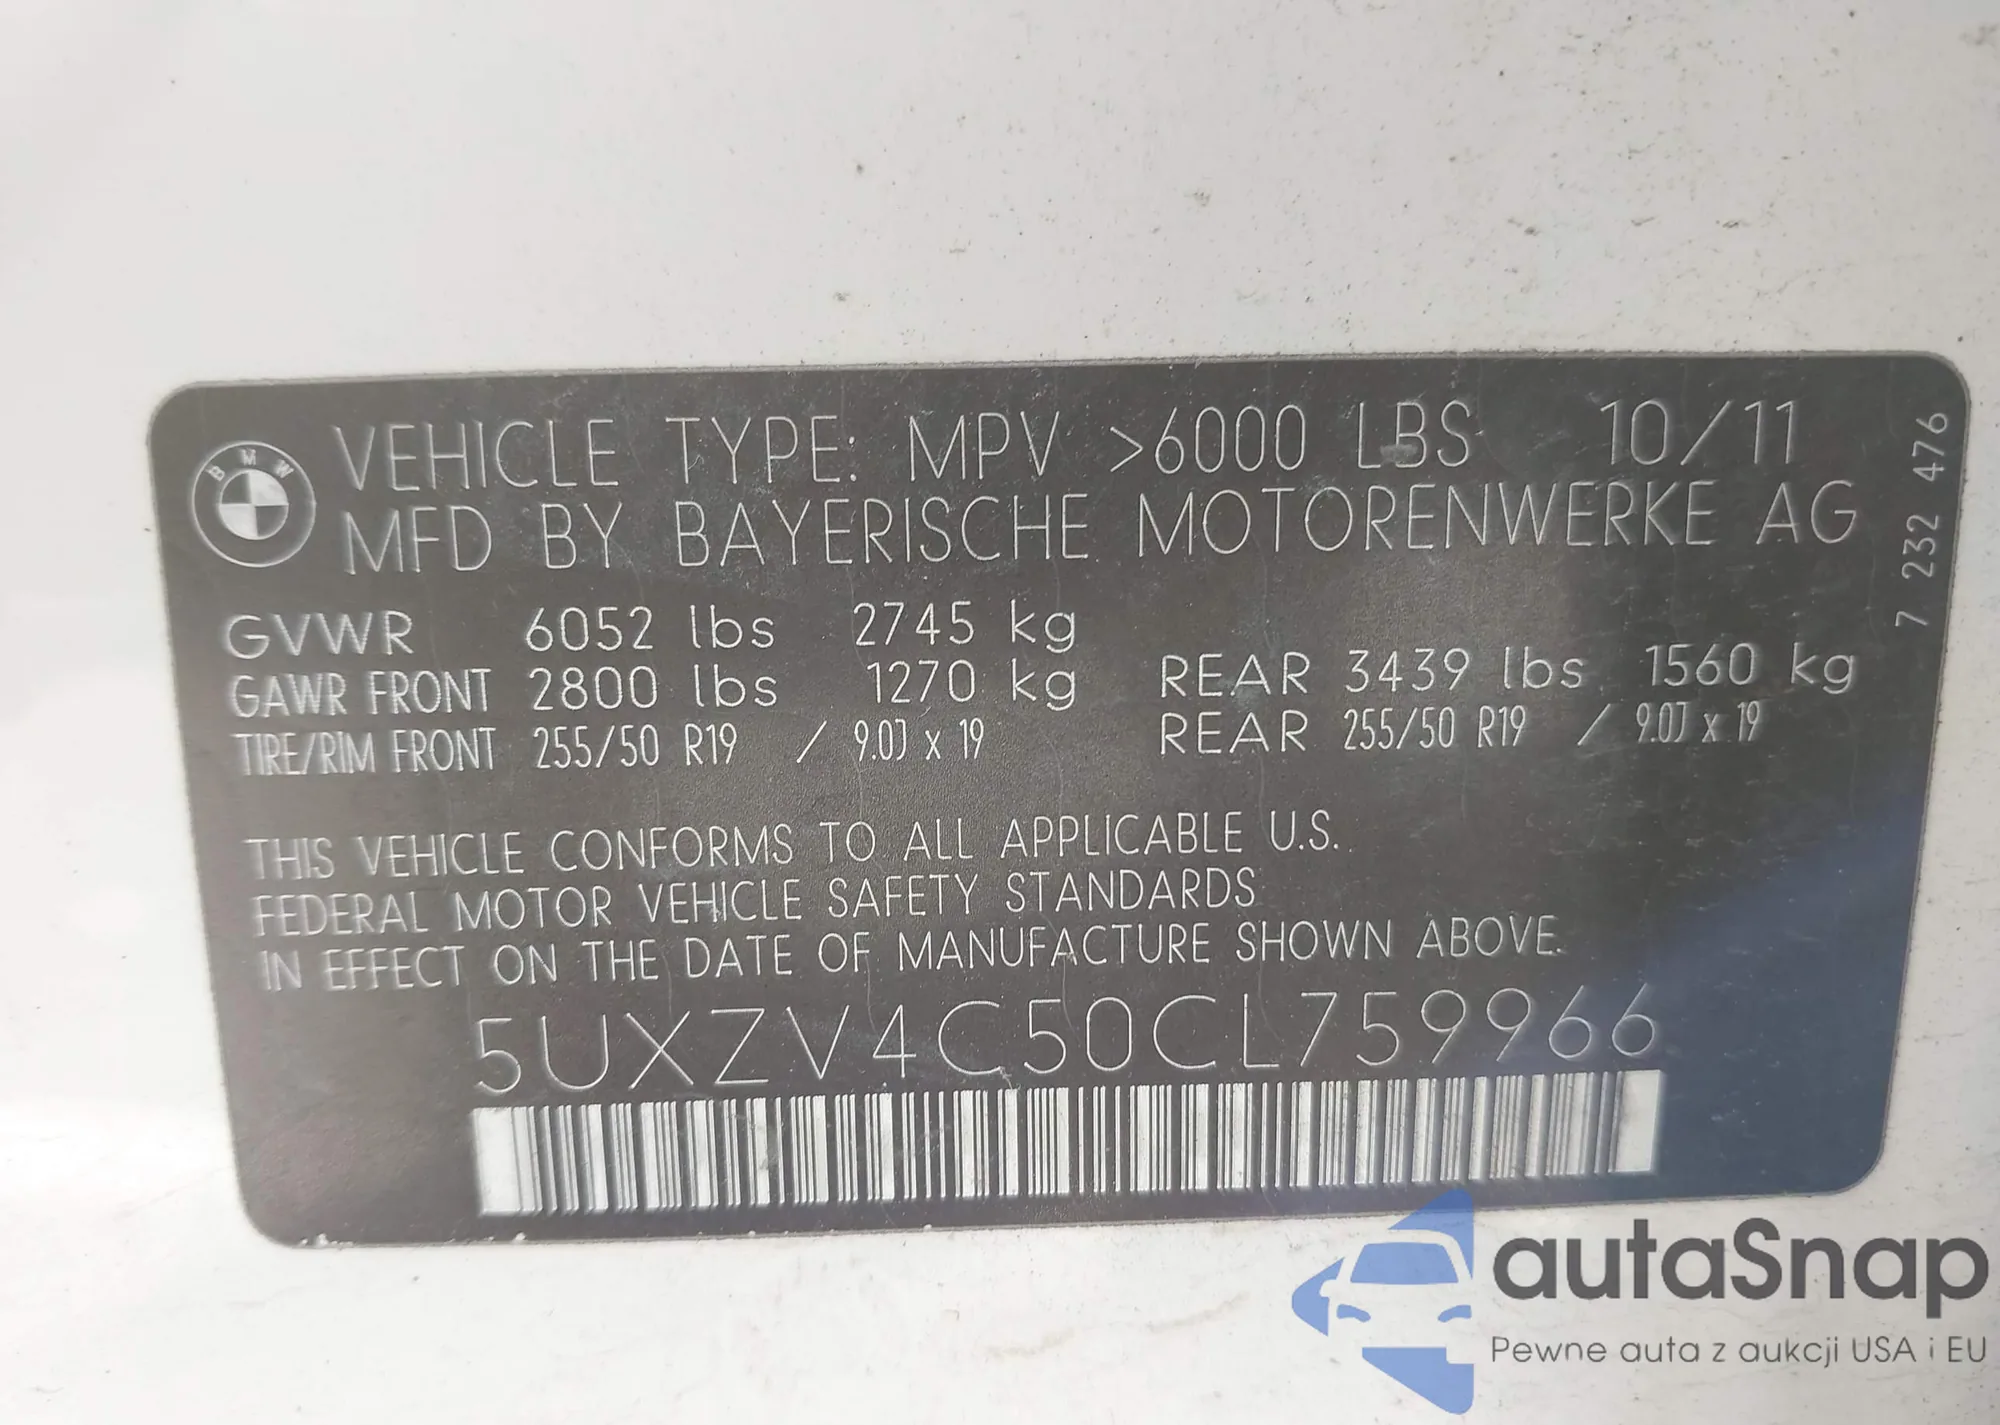 BMW
VEHICLE TYPE: MPV >6000 LBS 10/11
MFD BY BAYERISCHE MOTORENWERKE AG
GVWR 6052 lbs 2745 kg
GAWR FRONT 2800 lbs 1270 kg REAR 3439 lbs 1560 kg
TIRE/RIM FRONT 255/50 R19 / 9.0J x 19 REAR 255/50 R19 / 9.0J x 19
THIS VEHICLE CONFORMS TO ALL APPLICABLE U.S.
FEDERAL MOTOR VEHICLE SAFETY STANDARDS
IN EFFECT ON THE DATE OF MANUFACTURE SHOWN ABOVE.
5UXZV4C50CL759966
7 232 476
autaSnap
Pewne auta z aukcji USA i EU